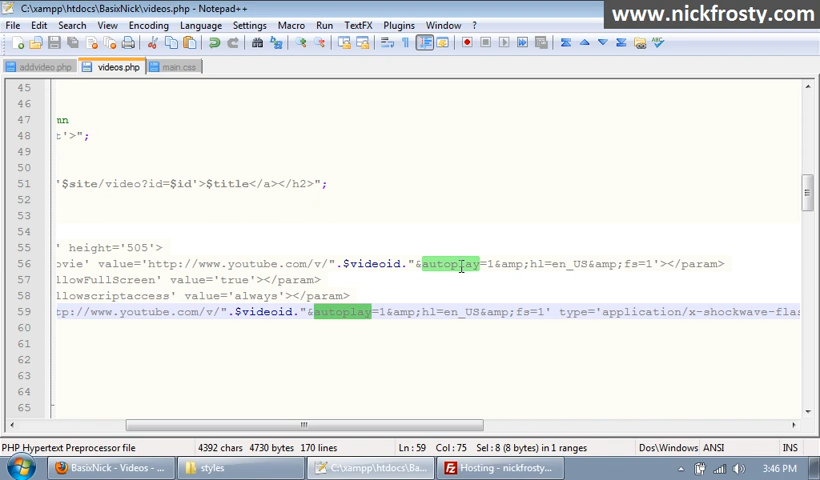 C:\xampp\htdocs\BasixNick\videos.php - Notepad++
www.nickfrosty.com
File Edit Search View Encoding Language Settings Macro Run TextFX Plugins Window ?
addvideo.php videos.php main.css
45
46
47 mn
48 t'>";
49
50
51 '$site/video?id=$id'>$title</a></h2>";
52
53
54
55 ' height='505'>
56 ovie' value='http://www.youtube.com/v/".$videoid."&autoplay=1&amp;hl=en_US&amp;fs=1'></param>
57 llowFullScreen' value='true'></param>
58 llowscriptaccess' value='always'></param>
59 tp://www.youtube.com/v/".$videoid."&autoplay=1&amp;hl=en_US&amp;fs=1' type='application/x-shockwave-flas
60
61
62
63
64
65
PHP Hypertext Preprocessor file 4392 chars 4730 bytes 170 lines Ln : 59 Col : 75 Sel : 8 (8 bytes) in 1 ranges Dos\Windows ANSI INS
BasixNick - Videos - ... styles C:\xampp\htdocs\Ba... Hosting - nickfrosty... 3:46 PM